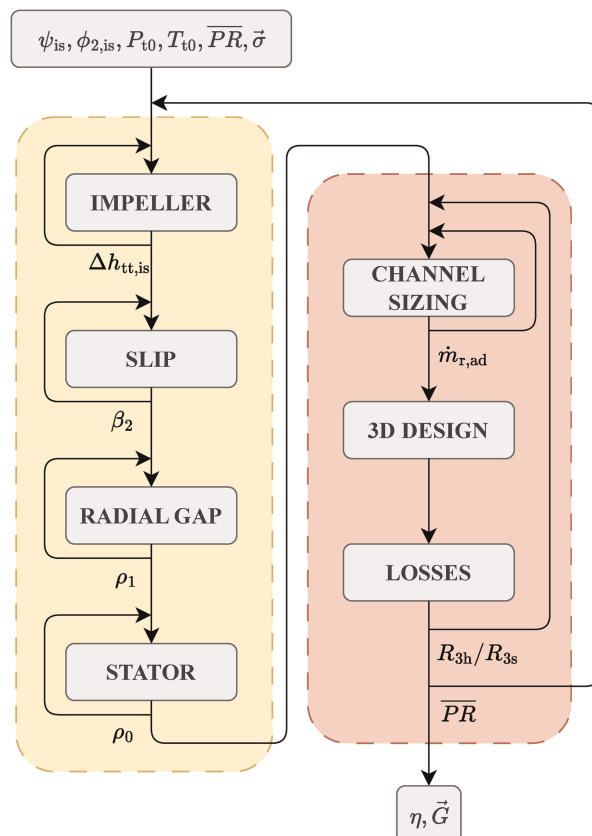 ψ_is, ϕ_2,is, P_t0, T_t0, \overline{PR}, \vec{σ}
IMPELLER
Δh_tt,is
SLIP
β_2
RADIAL GAP
ρ_1
STATOR
ρ_0
CHANNEL
SIZING
ṁ_r,ad
3D DESIGN
LOSSES
R_3h/R_3s
\overline{PR}
η, \vec{G}